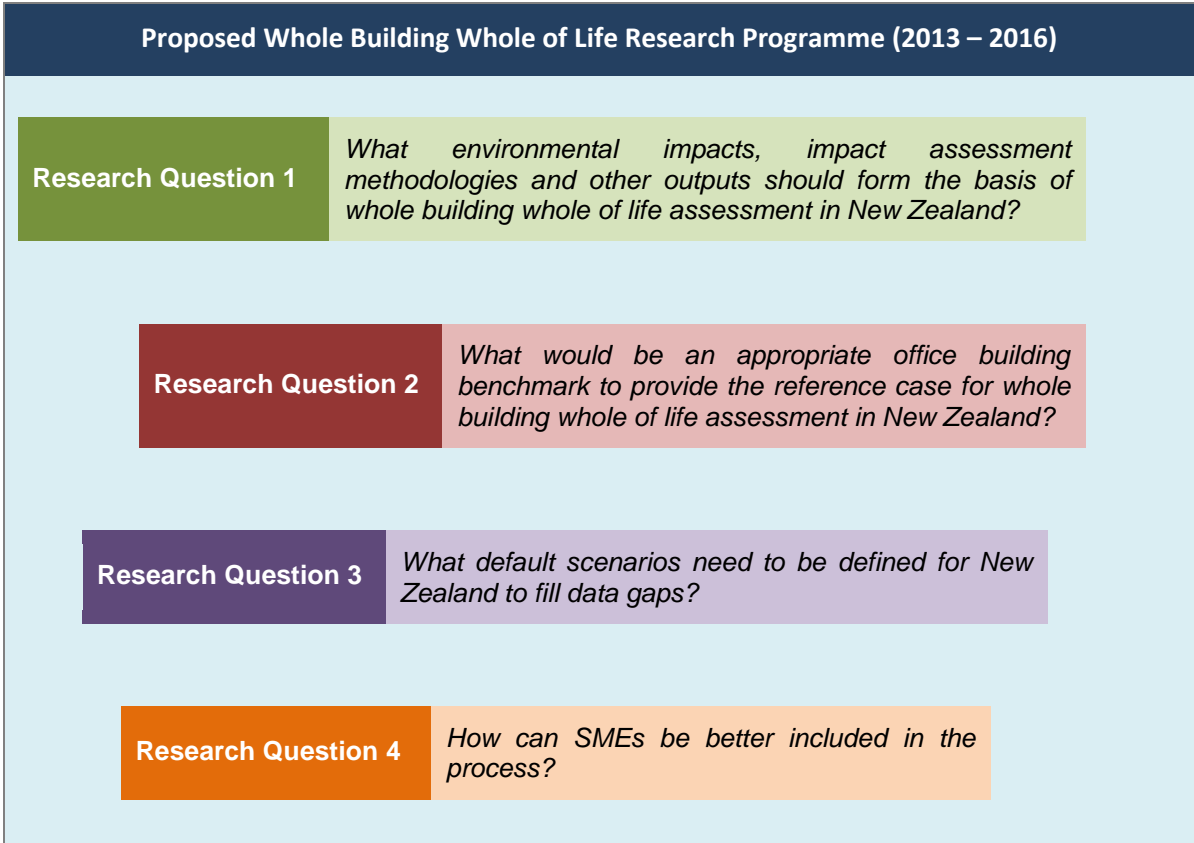 Proposed Whole Building Whole of Life Research Programme (2013 – 2016)
Research Question 1
What environmental impacts, impact assessment
methodologies and other outputs should form the basis of
whole building whole of life assessment in New Zealand?
Research Question 2
What would be an appropriate office building
benchmark to provide the reference case for whole
building whole of life assessment in New Zealand?
Research Question 3
What default scenarios need to be defined for New
Zealand to fill data gaps?
Research Question 4
How can SMEs be better included in the
process?